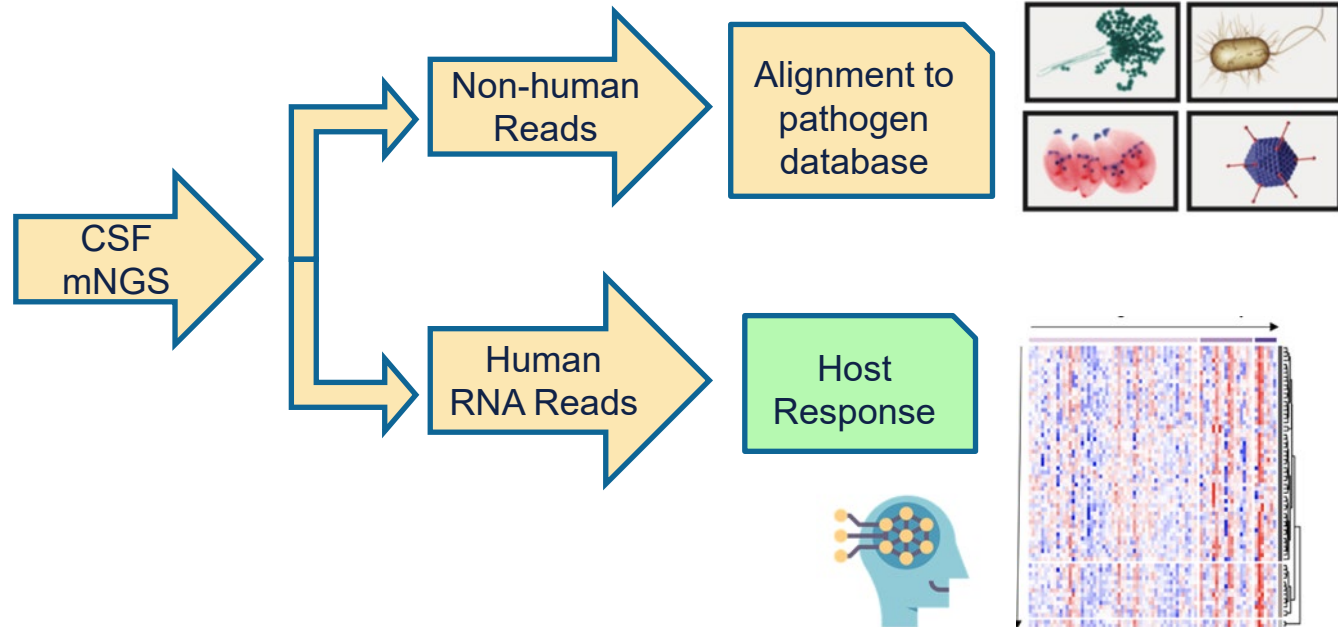 CSF
mNGS
Non-human
Reads
Alignment to
pathogen
database
Human
RNA Reads
Host
Response